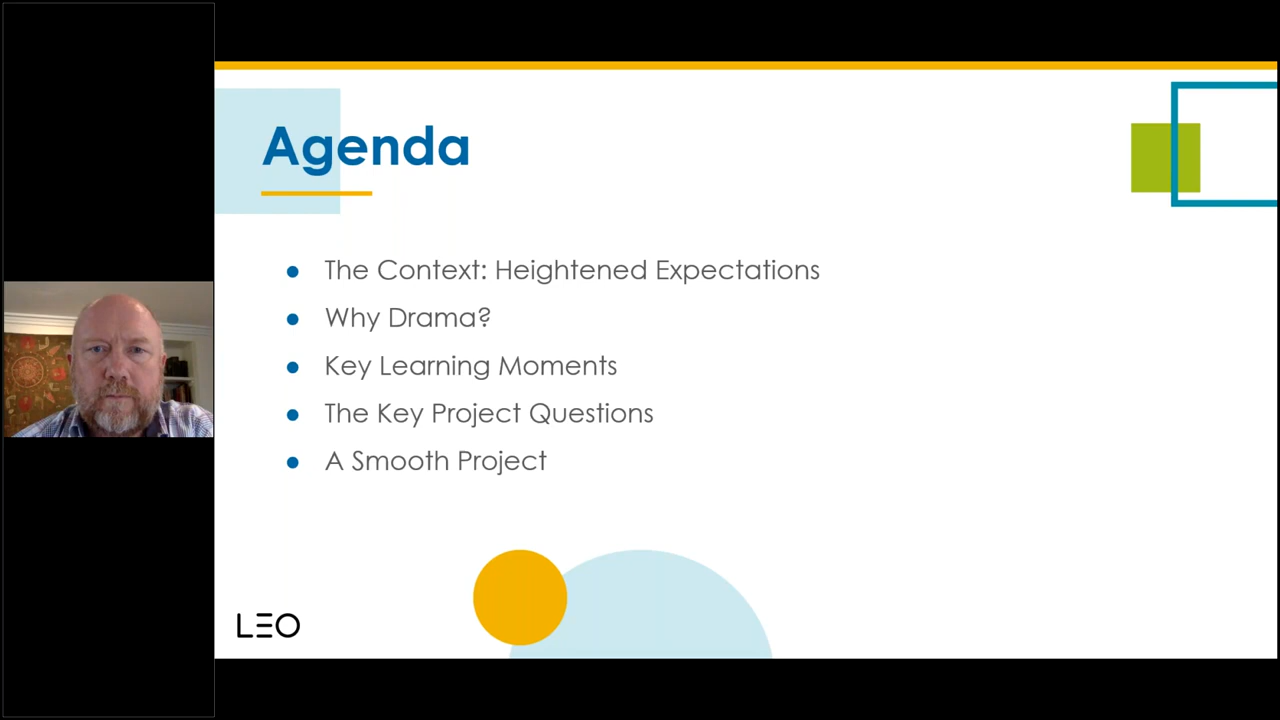 Agenda
● The Context: Heightened Expectations
● Why Drama?
● Key Learning Moments
● The Key Project Questions
● A Smooth Project
LEO